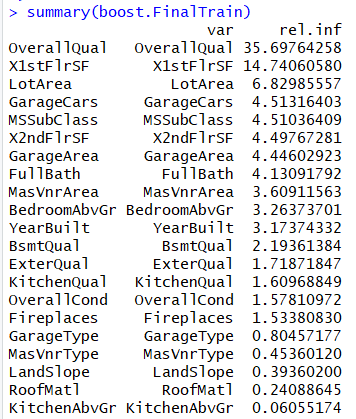 > summary(boost.FinalTrain)
var rel.inf
OverallQual OverallQual 35.69764258
X1stFlrSF X1stFlrSF 14.74060580
LotArea LotArea 6.82985557
GarageCars GarageCars 4.51316403
MSSubClass MSSubClass 4.51036409
X2ndFlrSF X2ndFlrSF 4.49767281
GarageArea GarageArea 4.44602923
FullBath FullBath 4.13091792
MasVnrArea MasVnrArea 3.60911563
BedroomAbvGr BedroomAbvGr 3.26373701
YearBuilt YearBuilt 3.17374332
BsmtQual BsmtQual 2.19361384
ExterQual ExterQual 1.71871847
KitchenQual KitchenQual 1.60968849
OverallCond OverallCond 1.57810972
Fireplaces Fireplaces 1.53380830
GarageType GarageType 0.80457177
MasVnrType MasVnrType 0.45360120
LandSlope LandSlope 0.39360200
RoofMatl RoofMatl 0.24088645
KitchenAbvGr KitchenAbvGr 0.06055174